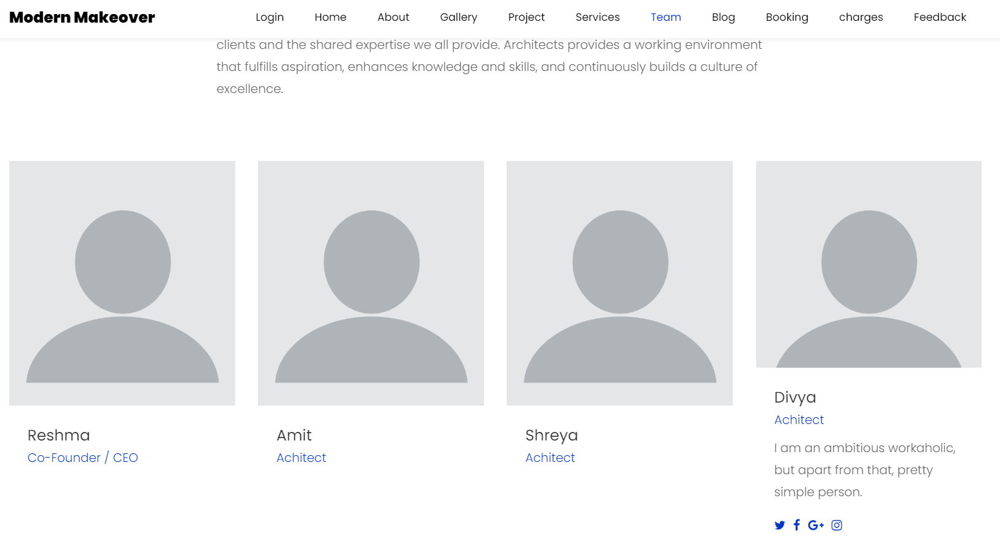 Modern Makeover
Login Home About Gallery Project Services Team Blog Booking charges Feedback
clients and the shared expertise we all provide. Architects provides a working environment
that fulfills aspiration, enhances knowledge and skills, and continuously builds a culture of
excellence.
Reshma
Co-Founder / CEO
Amit
Achitect
Shreya
Achitect
Divya
Achitect
I am an ambitious workaholic,
but apart from that, pretty
simple person.